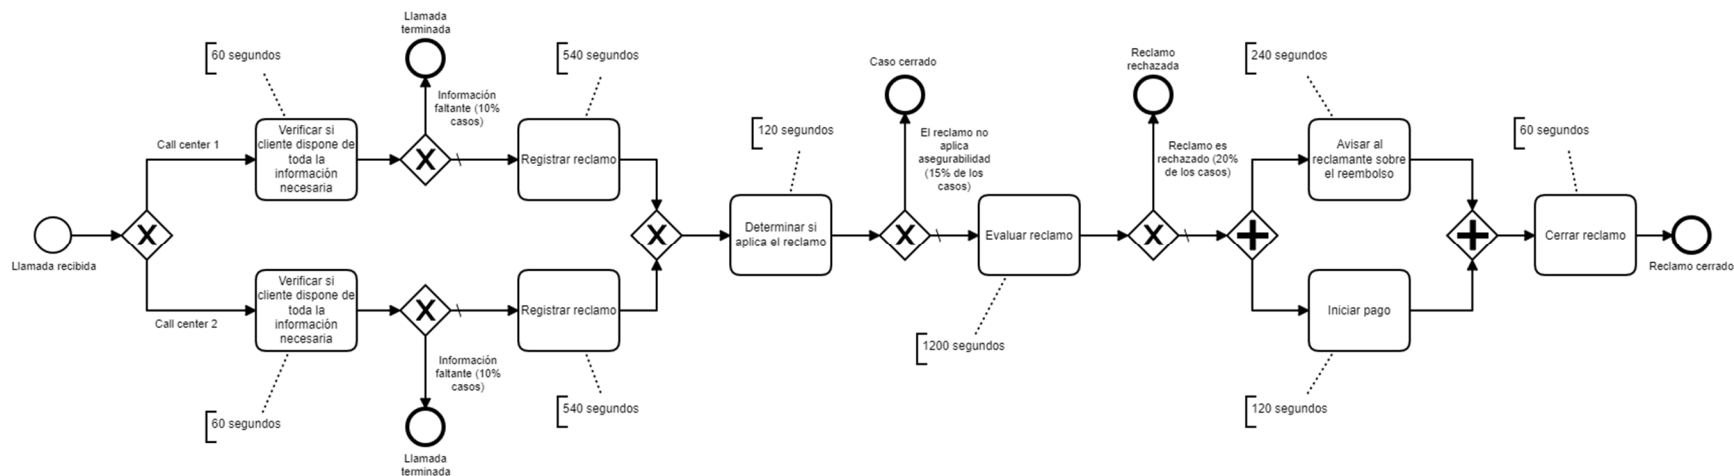 Llamada
terminada
60 segundos
540 segundos
Caso cerrado
Reclamo
rechazada
240 segundos
Información
faltante (10%
casos)
Call center 1
Verificar si
cliente dispone de
toda la
información
necesaria
Registrar reclamo
120 segundos
El reclamo no
aplica
asegurabilidad
(15% de los
casos)
Reclamo es
rechazado (20%
de los casos)
Avisar al
reclamante sobre
el reembolso
60 segundos
Llamada recibida
Determinar si
aplica el reclamo
Evaluar reclamo
Cerrar reclamo
Reclamo cerrado
Call center 2
Verificar si
cliente dispone de
toda la
información
necesaria
Registrar reclamo
Iniciar pago
1200 segundos
Información
faltante (10%
casos)
60 segundos
540 segundos
120 segundos
Llamada
terminada